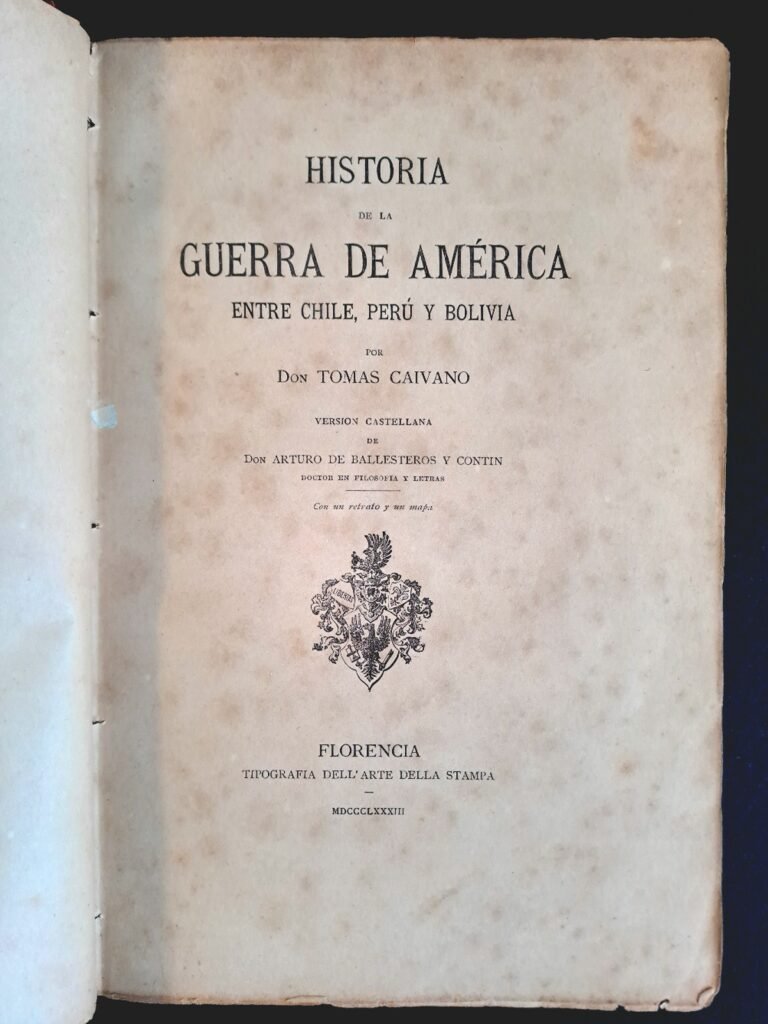 HISTORIA
DE LA
GUERRA DE AMÉRICA
ENTRE CHILE, PERÚ Y BOLIVIA
POR
DON TOMAS CAIVANO
VERSION CASTELLANA
DE
DON ARTURO DE BALLESTEROS Y CONTIN
DOCTOR EN FILOSOFIA Y LETRAS
Con un retrato y un mapa
LIBERTAS
FLORENCIA
TIPOGRAFIA DELL'ARTE DELLA STAMPA
—
MDCCCLXXXIII